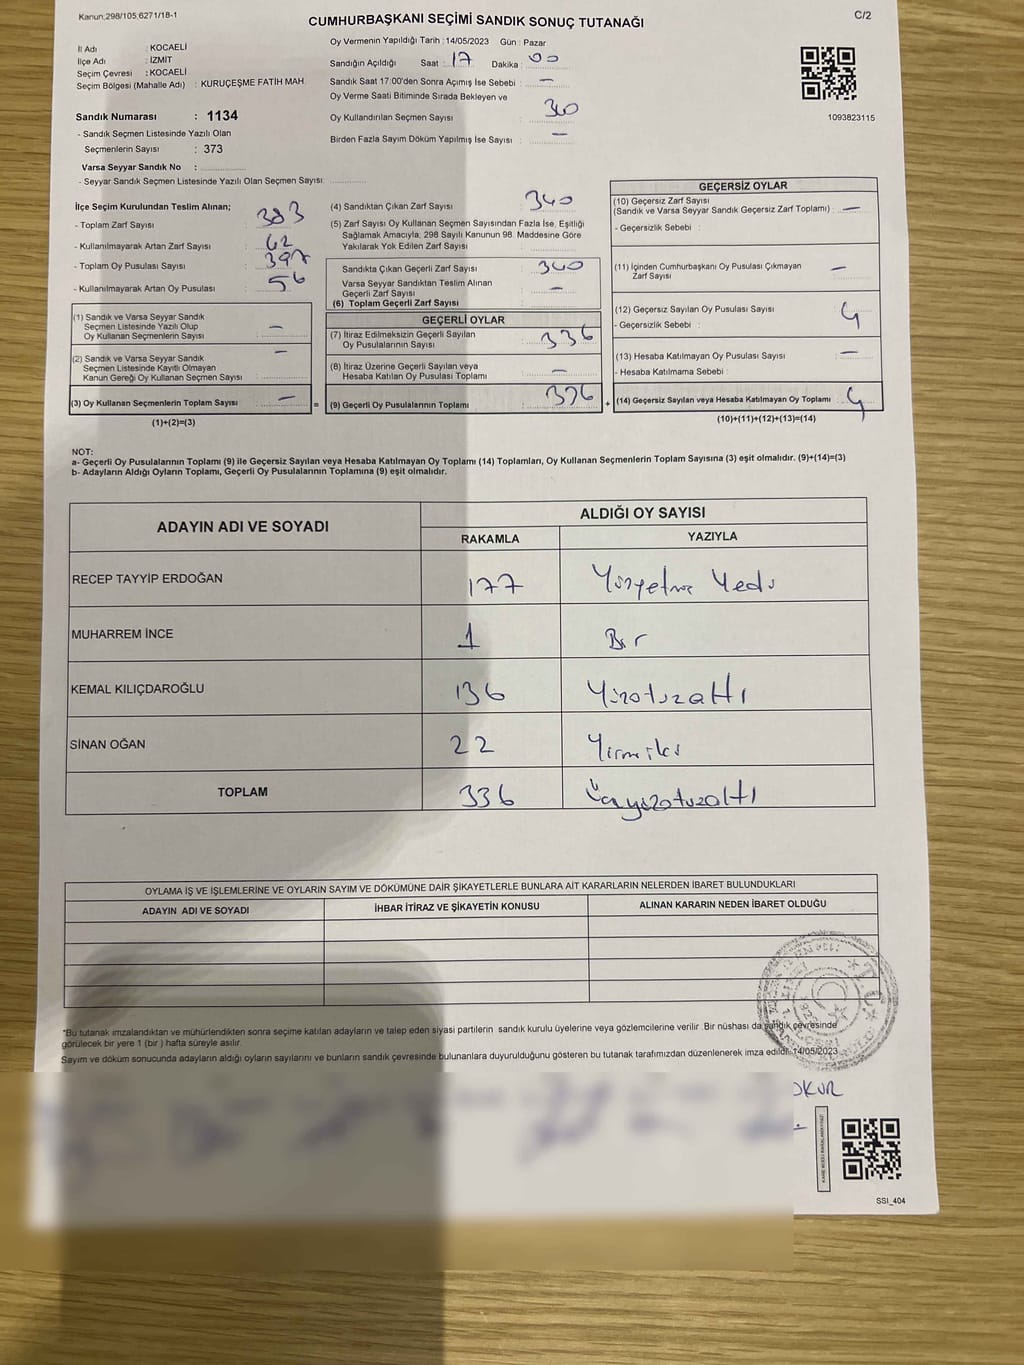 Kanun:298/105;6271/18-1
CUMHURBAŞKANI SEÇİMİ SANDIK SONUÇ TUTANAĞI
C/2
İl Adı : KOCAELİ
İlçe Adı : İZMİT
Seçim Çevresi : KOCAELİ
Seçim Bölgesi (Mahalle Adı) : KURUÇEŞME FATİH MAH.
Sandık Numarası : 1134
- Sandık Seçmen Listesinde Yazılı Olan
Seçmenlerin Sayısı : 373
Varsa Seyyar Sandık No :
- Seyyar Sandık Seçmen Listesinde Yazılı Olan Seçmen Sayısı:
Oy Vermenin Yapıldığı Tarih : 14/05/2023 Gün : Pazar
Sandığın Açıldığı Saat : 17 Dakika : 00
Sandık Saat 17:00'den Sonra Açımış İse Sebebi : —
Oy Verme Saati Bitiminde Sırada Bekleyen ve
Oy Kullandırılan Seçmen Sayısı : 340
Birden Fazla Sayım Döküm Yapılmış İse Sayısı : —
1093823115
İlçe Seçim Kurulundan Teslim Alınan;
- Toplam Zarf Sayısı : 383
- Kullanılmayarak Artan Zarf Sayısı : 42
- Toplam Oy Pusulası Sayısı :
- Kullanılmayarak Artan Oy Pusulası : 56
(1) Sandık ve Varsa Seyyar Sandık
Seçmen Listesinde Yazılı Olup
Oy Kullanan Seçmenlerin Sayısı : —
(2) Sandık ve Varsa Seyyar Sandık
Seçmen Listesinde Kayıtlı Olmayan
Kanun Gereği Oy Kullanan Seçmen Sayısı : —
(3) Oy Kullanan Seçmenlerin Toplam Sayısı : — =
(1)+(2)=(3)
(4) Sandıktan Çıkan Zarf Sayısı : 340
(5) Zarf Sayısı Oy Kullanan Seçmen Sayısından Fazla İse, Eşitliği
Sağlamak Amacıyla; 298 Sayılı Kanunun 98. Maddesine Göre
Yakılarak Yok Edilen Zarf Sayısı :
Sandıkta Çıkan Geçerli Zarf Sayısı : 340
Varsa Seyyar Sandıktan Teslim Alınan
Geçerli Zarf Sayısı : —
(6) Toplam Geçerli Zarf Sayısı :
GEÇERLİ OYLAR
(7) İtiraz Edilmeksizin Geçerli Sayılan
Oy Pusulalarının Sayısı : 336
(8) İtiraz Üzerine Geçerli Sayılan veya
Hesaba Katılan Oy Pusulası Toplamı : —
(9) Geçerli Oy Pusulalarının Toplamı : 336 +
GEÇERSİZ OYLAR
(10) Geçersiz Zarf Sayısı
(Sandık ve Varsa Seyyar Sandık Geçersiz Zarf Toplamı) : —
- Geçersizlik Sebebi :
(11) İçinden Cumhurbaşkanı Oy Pusulası Çıkmayan
Zarf Sayısı : —
(12) Geçersiz Sayılan Oy Pusulası Sayısı : 4
- Geçersizlik Sebebi :
(13) Hesaba Katılmayan Oy Pusulası Sayısı : —
- Hesaba Katılmama Sebebi :
(14) Geçersiz Sayılan veya Hesaba Katılmayan Oy Toplamı : 4
(10)+(11)+(12)+(13)=(14)
NOT:
a- Geçerli Oy Pusulalarının Toplamı (9) ile Geçersiz Sayılan veya Hesaba Katılmayan Oy Toplamı (14) Toplamları, Oy Kullanan Seçmenlerin Toplam Sayısına (3) eşit olmalıdır. (9)+(14)=(3)
b- Adayların Aldığı Oyların Toplamı, Geçerli Oy Pusulalarının Toplamına (9) eşit olmalıdır.
ADAYIN ADI VE SOYADI
ALDIĞI OY SAYISI
RAKAMLA
YAZIYLA
RECEP TAYYİP ERDOĞAN 177 Yüzyetmiş Yedi
MUHARREM İNCE 1 Bir
KEMAL KILIÇDAROĞLU 136 Yüzotuzaltı
SİNAN OĞAN 22 Yirmiiki
TOPLAM 336 Üçyüzotuzaltı
OYLAMA İŞ VE İŞLEMLERİNE VE OYLARIN SAYIM VE DÖKÜMÜNE DAİR ŞİKAYETLERLE BUNLARA AİT KARARLARIN NELERDEN İBARET BULUNDUKLARI
ADAYIN ADI VE SOYADI
İHBAR İTİRAZ VE ŞİKAYETİN KONUSU
ALINAN KARARIN NEDEN İBARET OLDUĞU
*Bu tutanak imzalandıktan ve mühürlendikten sonra seçime katılan adayların ve talep eden siyasi partilerin sandık kurulu üyelerine veya gözlemcilerine verilir. Bir nüshası da sandık çevresinde
görülecek bir yere 1 (bir ) hafta süreyle asılır.
Sayım ve döküm sonucunda adayların aldığı oyların sayılarını ve bunların sandık çevresinde bulunanlara duyurulduğunu gösteren bu tutanak tarafımızdan düzenlenerek imza edildi. 14/05/2023
OKUR
SSI_404